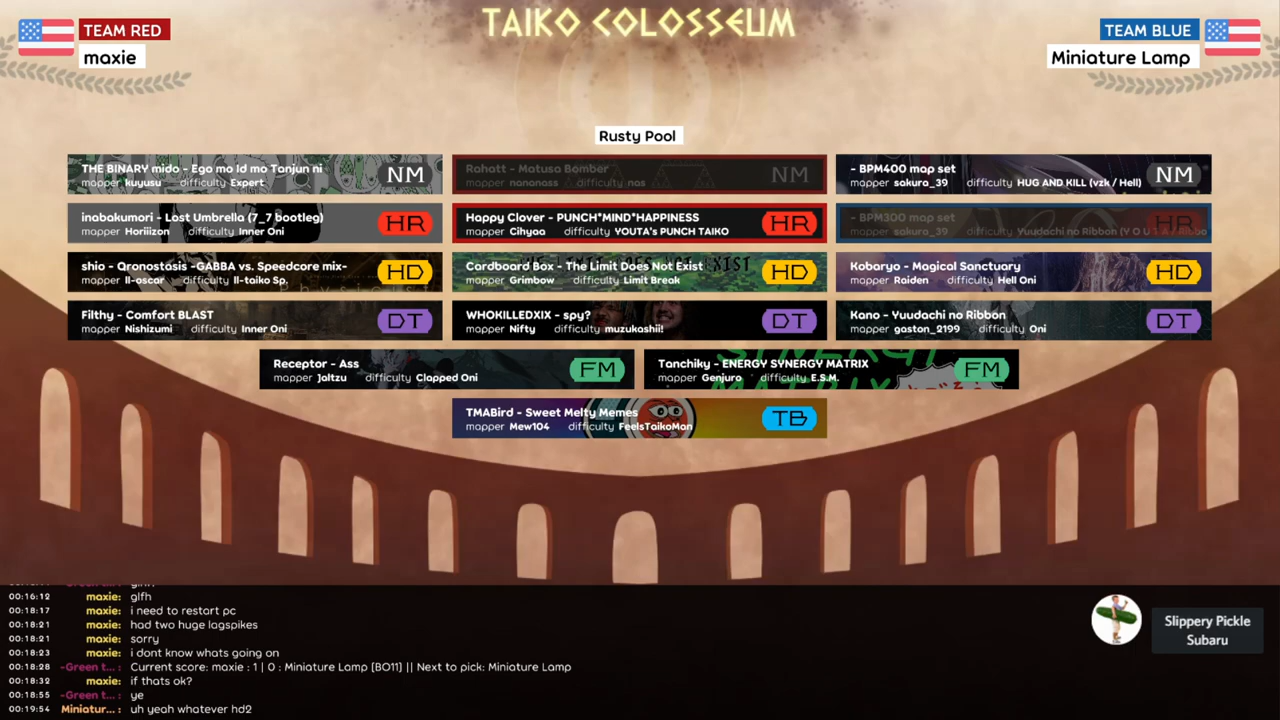 TAIKO COLOSSEUM
TEAM RED
maxie
TEAM BLUE
Miniature Lamp
Rusty Pool
THE BINARY mido - Ego mo Id mo Tanjun ni
mapper kuyusu difficulty Expert
NM
Rohott - Matusa Bomber
mapper nononass difficulty nas
NM
- BPM400 map set
mapper sakura_39 difficulty HUG AND KILL (vzk / Hell)
NM
inabakumori - Lost Umbrella (7_7 bootleg)
mapper Horiiizon difficulty Inner Oni
HR
Happy Clover - PUNCH*MIND*HAPPINESS
mapper Cihyaa difficulty YOUTA's PUNCH TAIKO
HR
- BPM300 map set
mapper sakura_39 difficulty Yuudachi no Ribbon (Y O U T A
HR
shio - Qronostasis -GABBA vs. Speedcore mix-
mapper ll-oscar difficulty ll-taiko Sp.
HD
Cardboard Box - The Limit Does Not Exist
mapper Grimbow difficulty Limit Break
HD
Kobaryo - Magical Sanctuary
mapper Raiden difficulty Hell Oni
HD
Filthy - Comfort BLAST
mapper Nishizumi difficulty Inner Oni
DT
WHOKILLEDXIX - spy?
mapper Nifty difficulty muzukashii!
DT
Kano - Yuudachi no Ribbon
mapper gaston_2199 difficulty Oni
DT
Receptor - Ass
mapper Jaltzu difficulty Clapped Oni
FM
Tanchiky - ENERGY SYNERGY MATRIX
mapper Genjuro difficulty E.S.M.
FM
TMABird - Sweet Melty Memes
mapper Mew104 difficulty FeelsTaikoMan
TB
00:16:12 maxie: glfh
00:18:17 maxie: i need to restart pc
00:18:21 maxie: had two huge lagspikes
00:18:21 maxie: sorry
00:18:23 maxie: i dont know whats going on
00:18:28 -Green t... : Current score: maxie : 1 | 0 : Miniature Lamp [BO11] || Next to pick: Miniature Lamp
00:18:32 maxie: if thats ok?
00:18:55 -Green t... : ye
00:19:54 Miniatur... : uh yeah whatever hd2
Slippery Pickle
Subaru